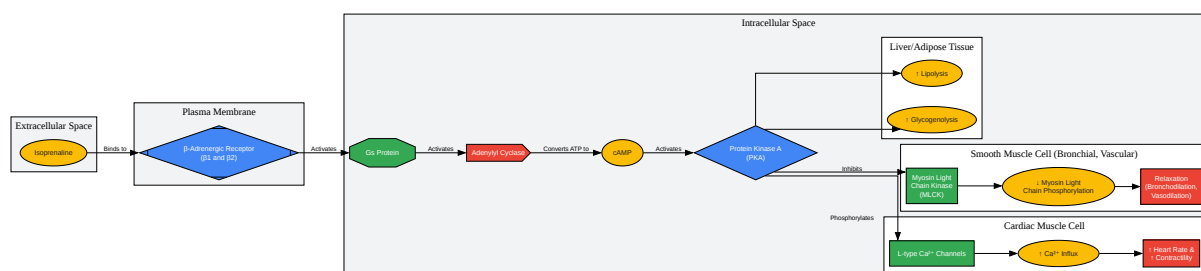 Intracellular Space
Liver/Adipose Tissue
↑ Lipolysis
↑ Glycogenolysis
Extracellular Space
Isoprenaline
Binds to
Plasma Membrane
β-Adrenergic Receptor
(β1 and β2)
Activates
Gs Protein
Activates
Adenylyl Cyclase
Converts ATP to
cAMP
Activates
Protein Kinase A
(PKA)
Inhibits
Smooth Muscle Cell (Bronchial, Vascular)
Myosin Light
Chain Kinase
(MLCK)
↓ Myosin Light
Chain Phosphorylation
Relaxation
(Bronchodilation,
Vasodilation)
Phosphorylates
Cardiac Muscle Cell
L-type Ca²⁺ Channels
↑ Ca²⁺ Influx
↑ Heart Rate &
↑ Contractility